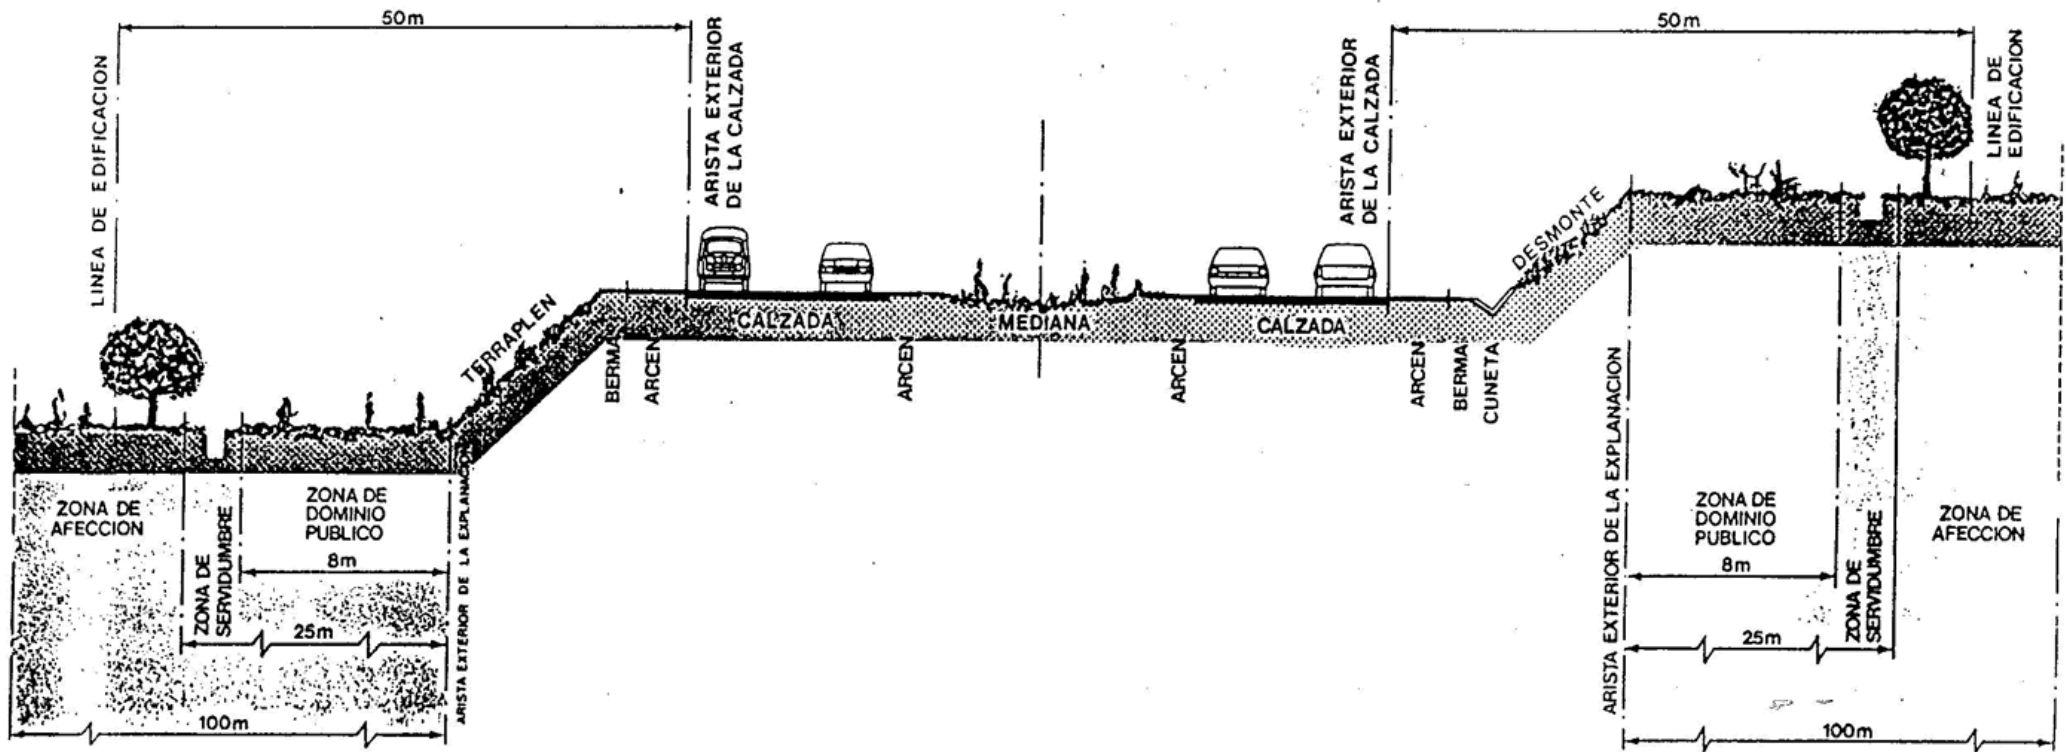 50m
50m
LINEA DE EDIFICACION
ARISTA EXTERIOR
DE LA CALZADA
ARISTA EXTERIOR
DE LA CALZADA
LINEA DE
EDIFICACION
TERRAPLEN
DESMONTE
CALZADA
MEDIANA
CALZADA
BERMA
ARCEN
ARCEN
ARCEN
ARCEN
BERMA
CUNETA
ZONA DE
AFECCION
ZONA DE
SERVIDUMBRE
ZONA DE
DOMINIO
PUBLICO
8m
25m
100m
ARISTA EXTERIOR DE LA EXPLANACION
ARISTA EXTERIOR DE LA EXPLANACION
ZONA DE
DOMINIO
PUBLICO
8m
ZONA DE
SERVIDUMBRE
25m
ZONA DE
AFECCION
100m